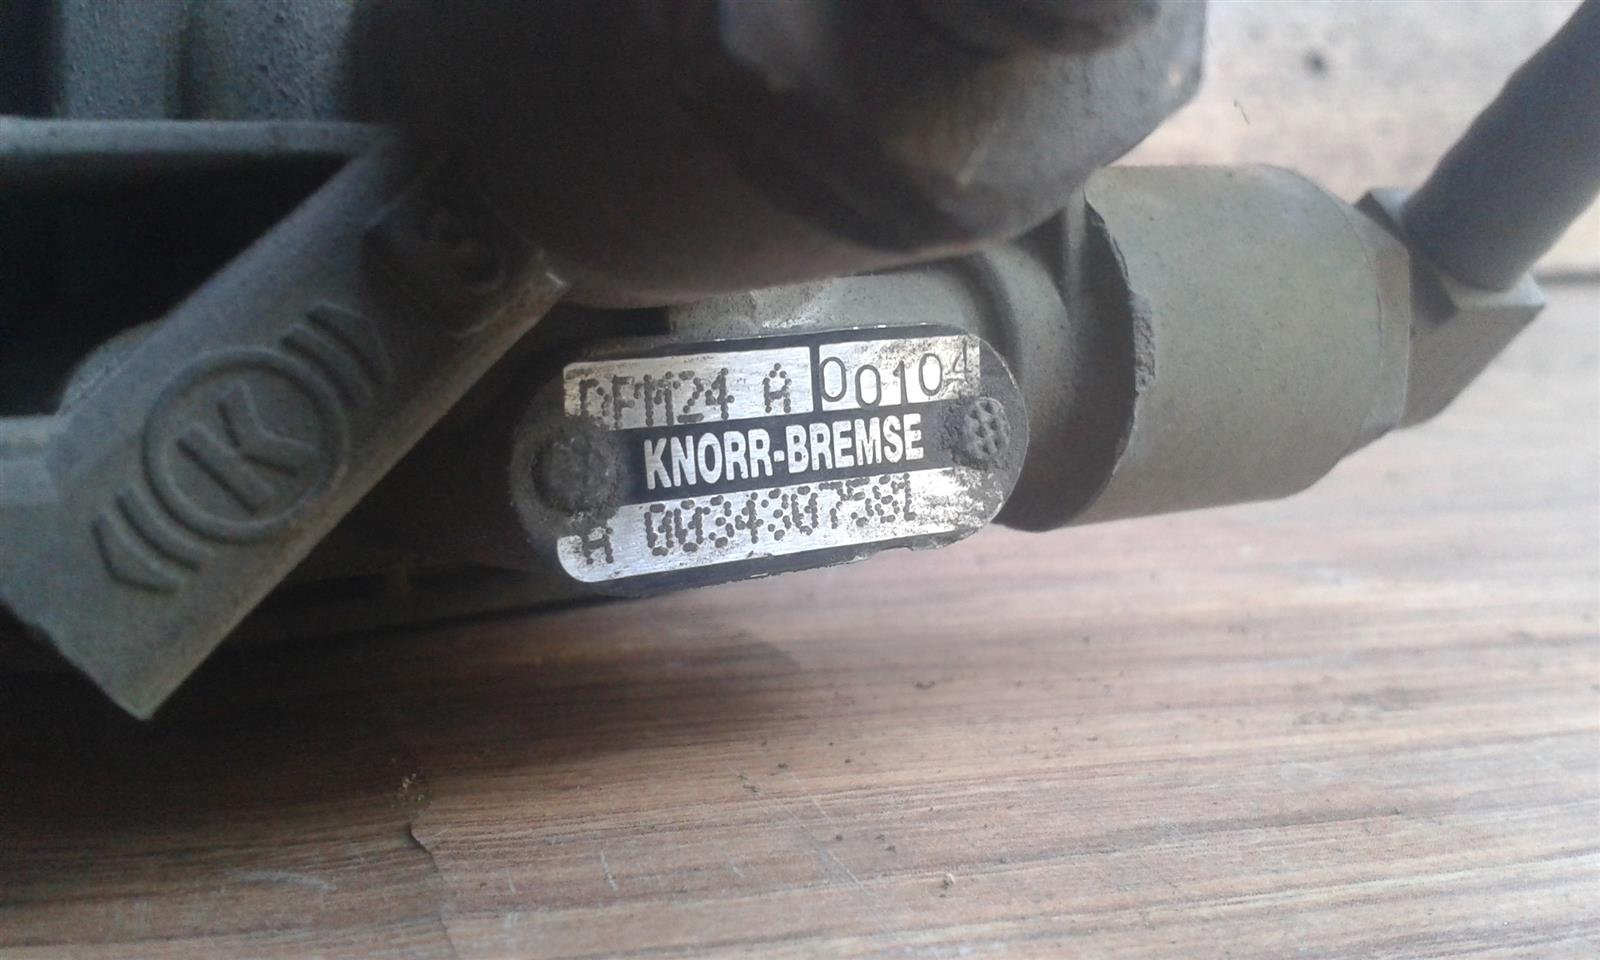 DPM24 A 00104
KNORR-BREMSE
A 0034307581
K